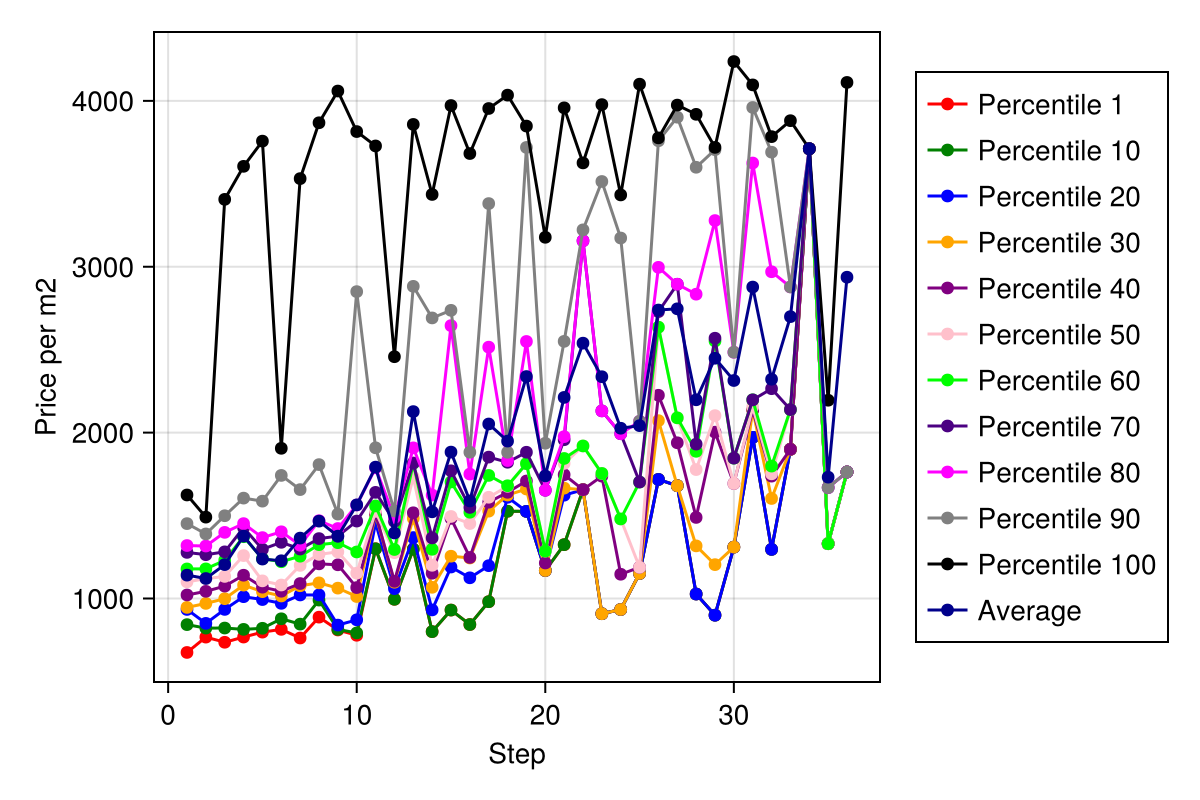 4000
3000
2000
1000
Price per m2
0
10
20
30
Step
Percentile 1
Percentile 10
Percentile 20
Percentile 30
Percentile 40
Percentile 50
Percentile 60
Percentile 70
Percentile 80
Percentile 90
Percentile 100
Average